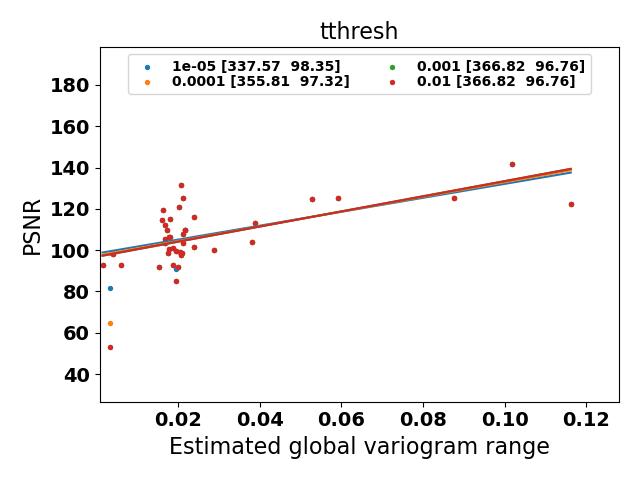 tthresh
1e-05 [337.57  98.35]
0.0001 [355.81  97.32]
0.001 [366.82  96.76]
0.01 [366.82  96.76]
PSNR
180
160
140
120
100
80
60
40
0.02 0.04 0.06 0.08 0.10 0.12
Estimated global variogram range